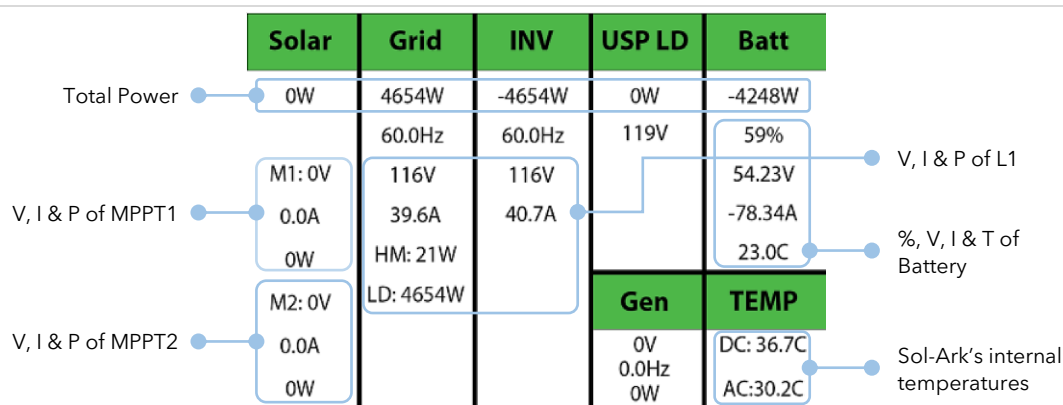 Solar Grid INV USP LD Batt
Total Power 0W 4654W -4654W 0W -4248W
60.0Hz 60.0Hz 119V 59%
M1: 0V 116V 116V 54.23V V, I & P of L1
V, I & P of MPPT1 0.0A 39.6A 40.7A -78.34A
0W HM: 21W 23.0C %, V, I & T of
Battery
M2: 0V LD: 4654W Gen TEMP
V, I & P of MPPT2 0.0A 0V DC: 36.7C Sol-Ark's internal
0.0Hz
0W 0W AC:30.2C temperatures